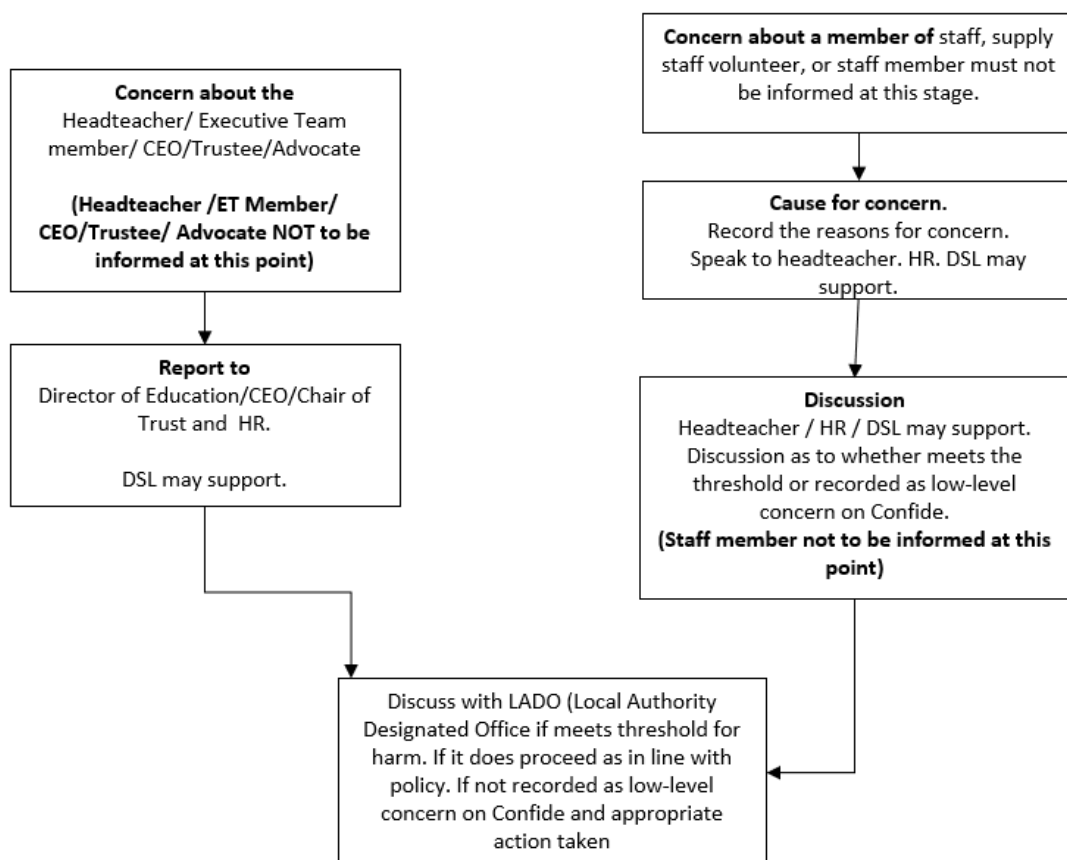 Concern about the
Headteacher/ Executive Team
member/ CEO/Trustee/Advocate
(Headteacher /ET Member/
CEO/Trustee/ Advocate NOT to be
informed at this point)
Report to
Director of Education/CEO/Chair of
Trust and HR.
DSL may support.
Concern about a member of staff, supply
staff volunteer, or staff member must not
be informed at this stage.
Cause for concern.
Record the reasons for concern.
Speak to headteacher. HR. DSL may
support.
Discussion
Headteacher / HR / DSL may support.
Discussion as to whether meets the
threshold or recorded as low-level
concern on Confide.
(Staff member not to be informed at this
point)
Discuss with LADO (Local Authority
Designated Office if meets threshold for
harm. If it does proceed as in line with
policy. If not recorded as low-level
concern on Confide and appropriate
action taken